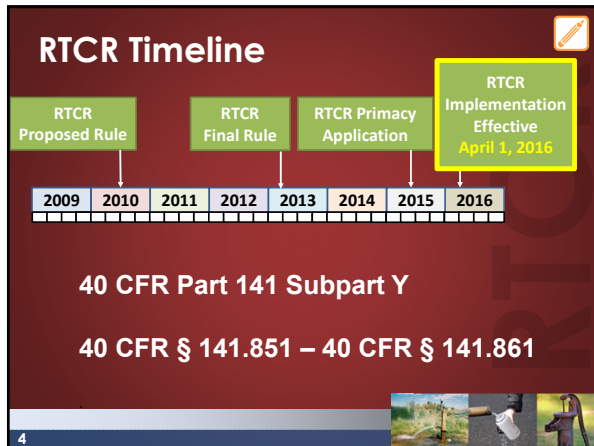 RTCR Timeline
RTCR
Proposed Rule
RTCR
Final Rule
RTCR Primacy
Application
RTCR
Implementation
Effective
April 1, 2016
2009 2010 2011 2012 2013 2014 2015 2016
40 CFR Part 141 Subpart Y
40 CFR § 141.851 – 40 CFR § 141.861
RTCR
4